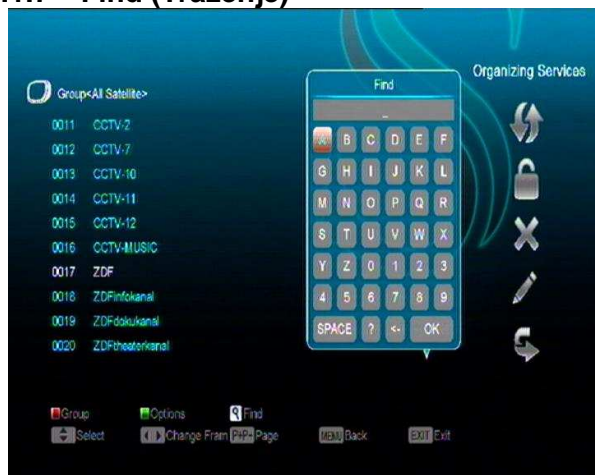 Find (Traženje)
Organizing Services
Group<All Satellite>
0011 CCTV-2
0012 CCTV-7
0013 CCTV-10
0014 CCTV-11
0015 CCTV-12
0016 CCTV-MUSIC
0017 ZDF
0018 ZDFinfokanal
0019 ZDFdokukanal
0020 ZDFtheaterkanal
Find
_
A B C D E F
G H I J K L
M N O P Q R
S T U V W X
Y Z 0 1 2 3
4 5 6 7 8 9
SPACE ? <- OK
Group Options Find
Select Change Fram P+P- Page MENU Back EXIT Exit